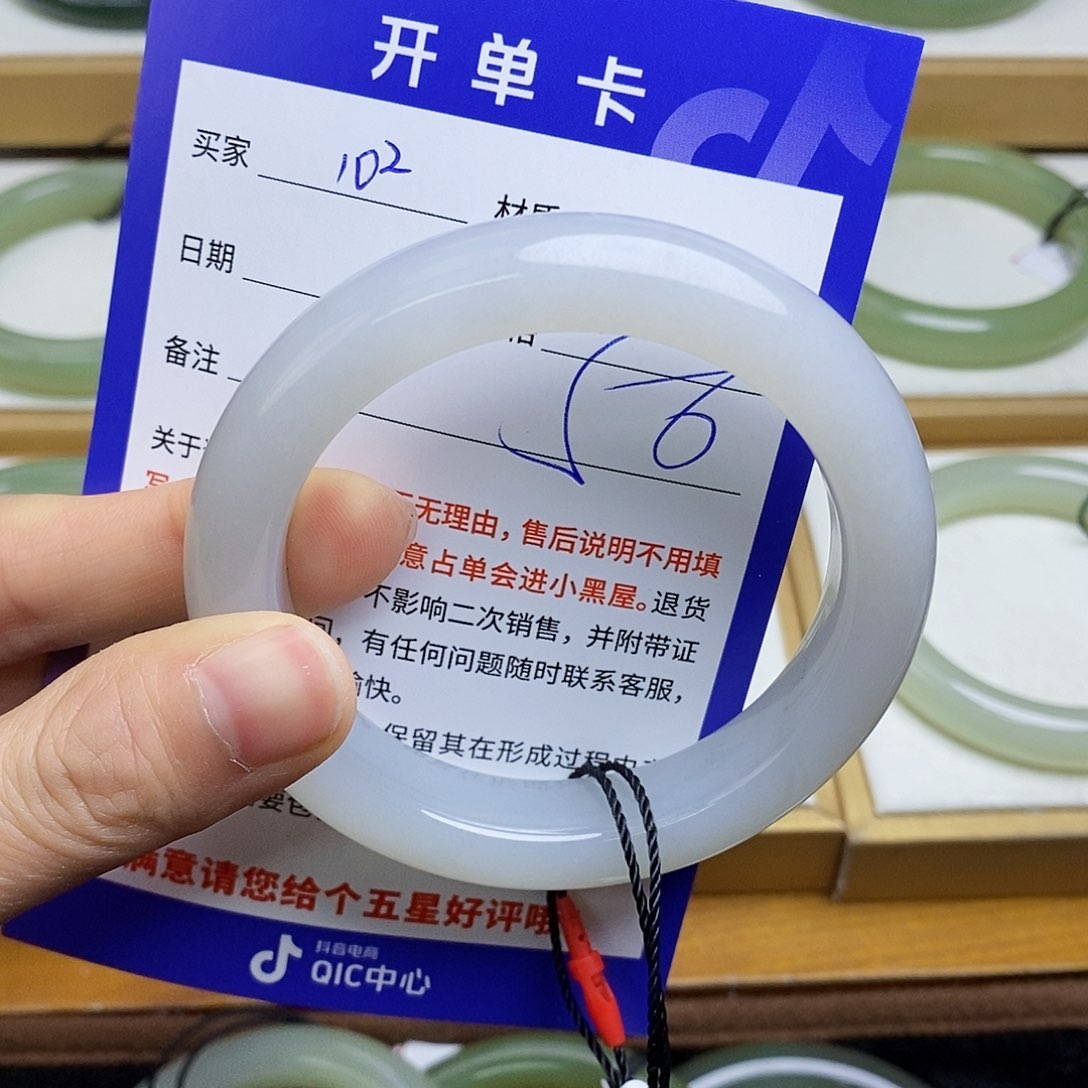 开单卡
买家 102 材质
日期
备注
56
关于
无理由，售后说明不用填
意占单会进小黑屋。退货
不影响二次销售，并附带证
，有任何问题随时联系客服，
愉快。
保留其在形成过程中
满意请您给个五星好评哦
抖音电商
QIC中心